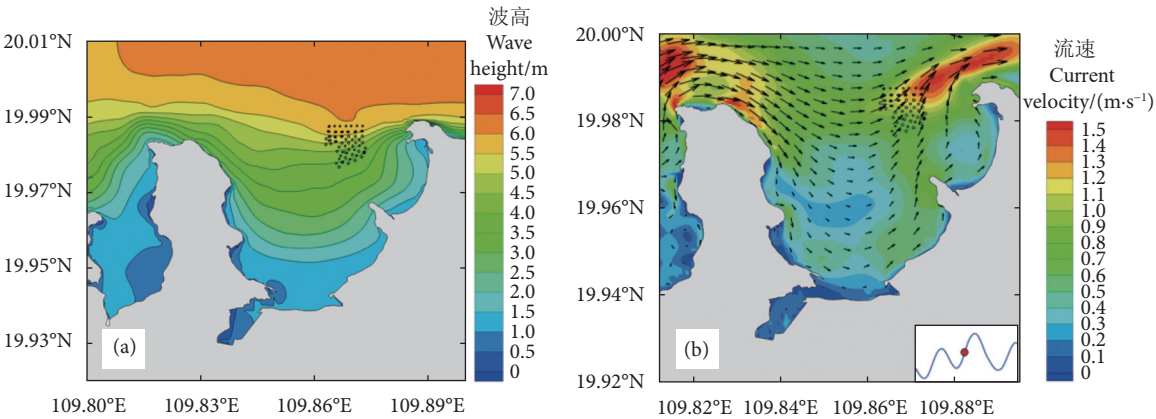 波高
Wave
height/m
20.01°N
19.99°N
19.97°N
19.95°N
19.93°N
109.80°E
109.83°E
109.86°E
109.89°E
(a)
7.0
6.5
6.0
5.5
5.0
4.5
4.0
3.5
3.0
2.5
2.0
1.5
1.0
0.5
0
流速
Current
velocity/(m·s⁻¹)
20.00°N
19.98°N
19.96°N
19.94°N
19.92°N
109.82°E
109.84°E
109.86°E
109.88°E
(b)
1.5
1.4
1.3
1.2
1.1
1.0
0.9
0.8
0.7
0.6
0.5
0.4
0.3
0.2
0.1
0